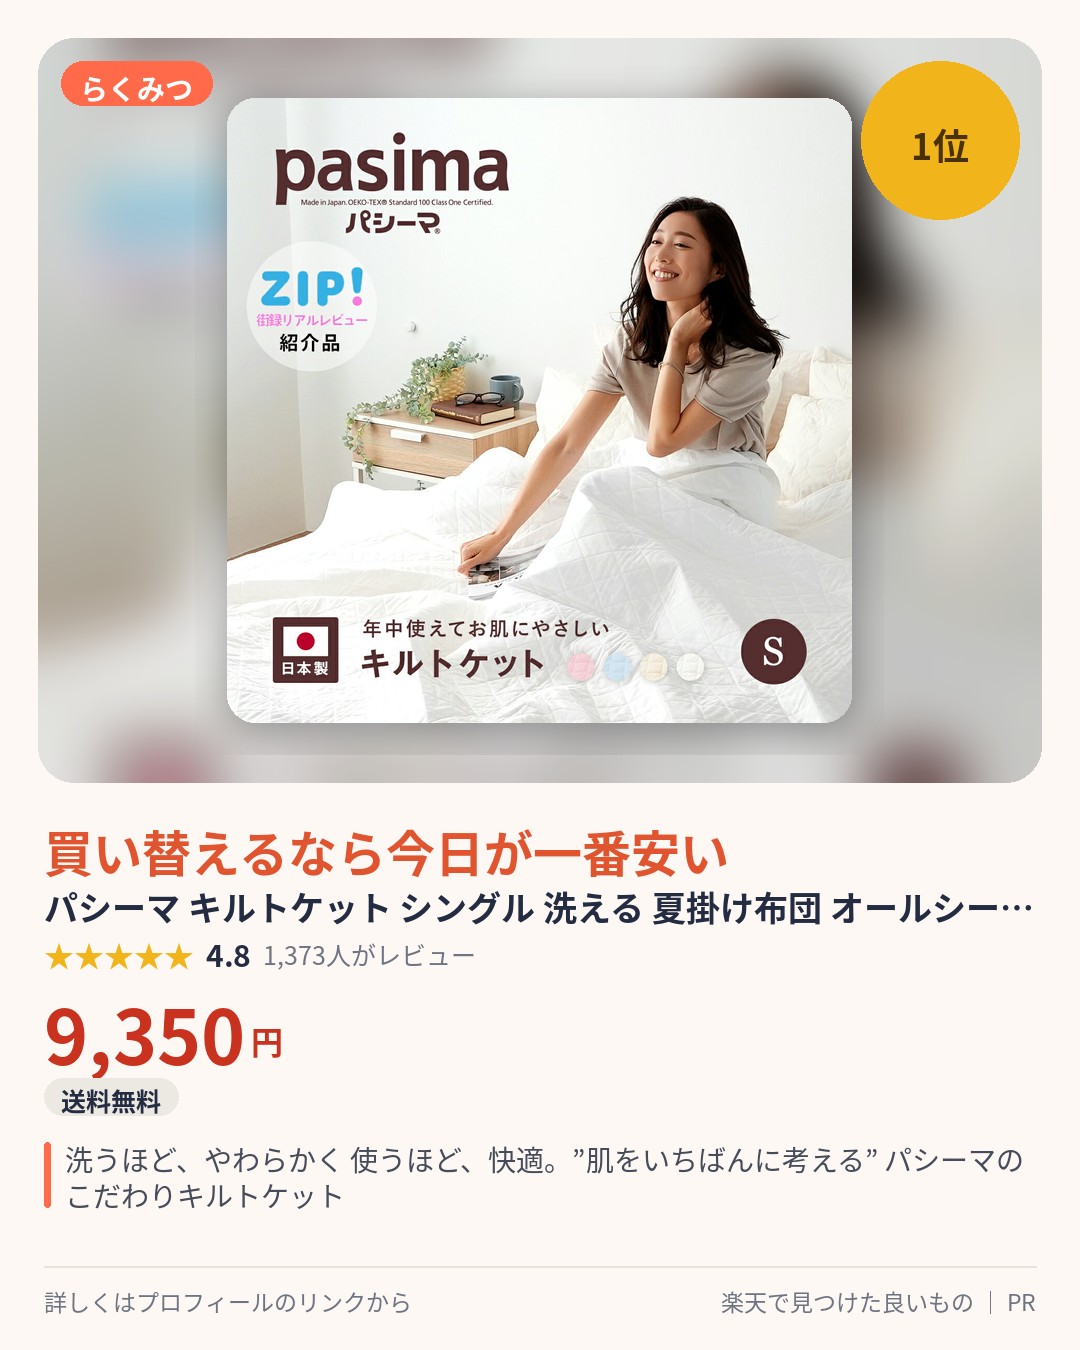 らくみつ
1位
pasima
Made in Japan. OEKO-TEX® Standard 100 Class One Certified.
パシーマ®
ZIP!
街録リアルレビュー
紹介品
日本製
年中使えてお肌にやさしい
キルトケット
S
買い替えるなら今日が一番安い
パシーマ キルトケット シングル 洗える 夏掛け布団 オールシー…
★★★★★ 4.8 1,373人がレビュー
9,350円
送料無料
洗うほど、やわらかく 使うほど、快適。”肌をいちばんに考える” パシーマの
こだわりキルトケット
詳しくはプロフィールのリンクから
楽天で見つけた良いもの｜PR